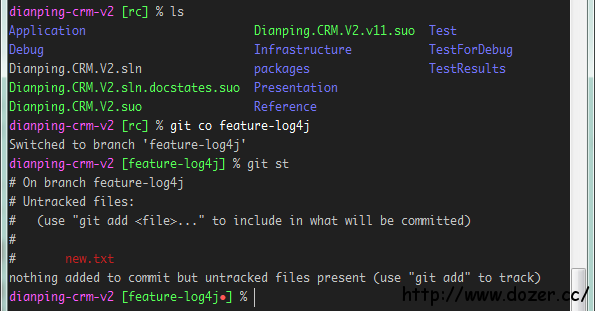 dianping-crm-v2 [rc] % ls
Application Dianping.CRM.V2.v11.suo Test
Debug Infrastructure TestForDebug
Dianping.CRM.V2.sln packages TestResults
Dianping.CRM.V2.sln.docstates.suo Presentation
Dianping.CRM.V2.suo Reference
dianping-crm-v2 [rc] % git co feature-log4j
Switched to branch 'feature-log4j'
dianping-crm-v2 [feature-log4j] % git st
# On branch feature-log4j
# Untracked files:
#   (use "git add <file>..." to include in what will be committed)
#
#       new.txt
nothing added to commit but untracked files present (use "git add" to track)
dianping-crm-v2 [feature-log4j●] %
http://www.dozer.cc/